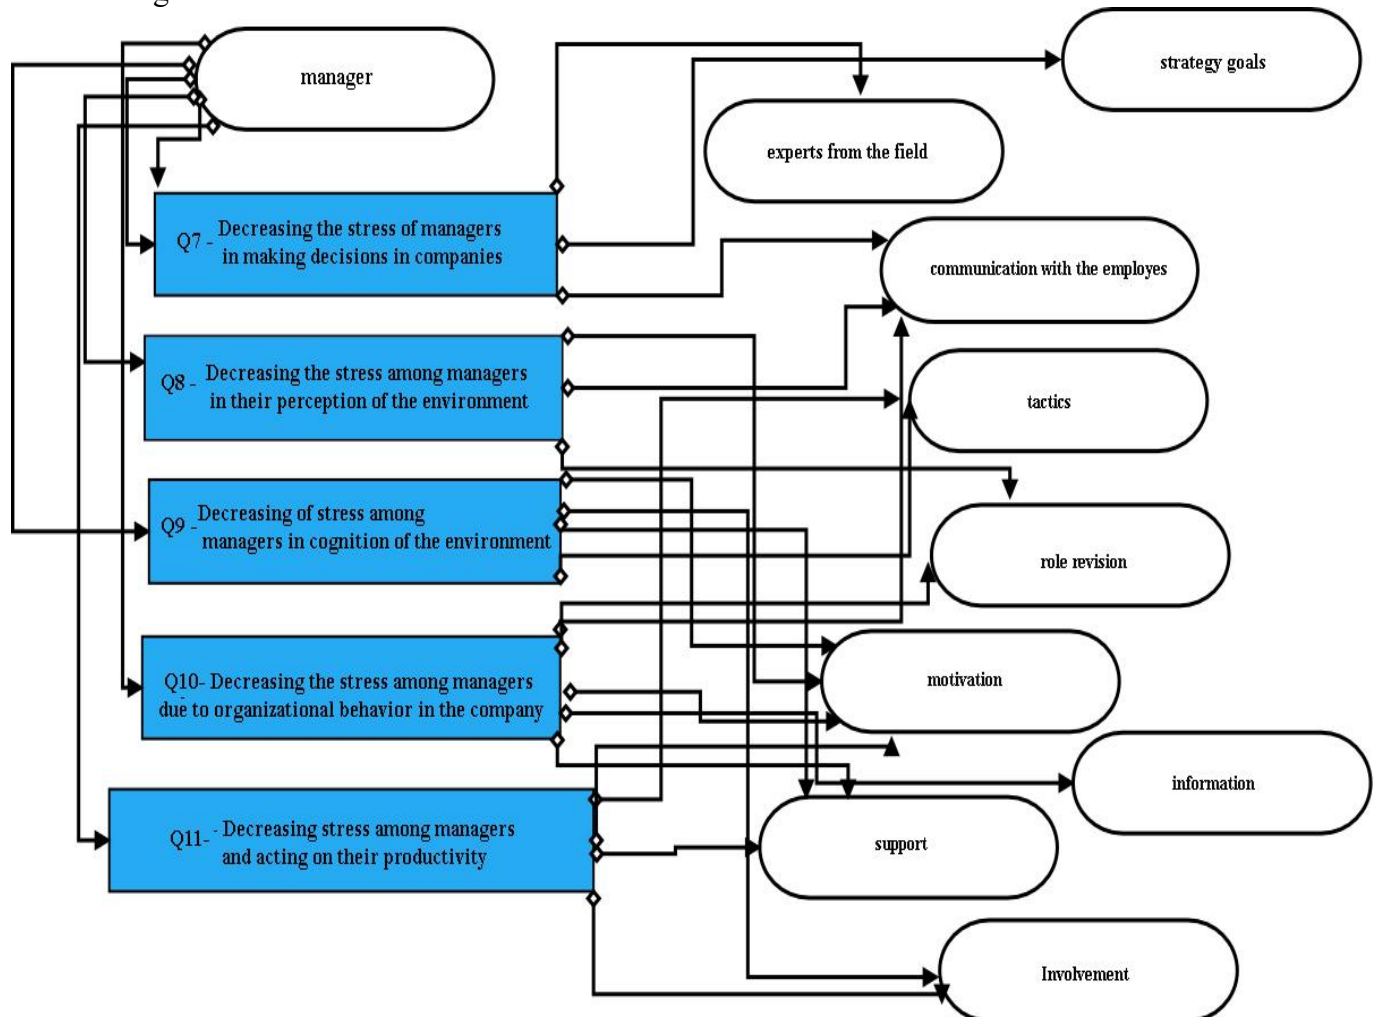 manager
strategy goals
experts from the field
Q7 - Decreasing the stress of managers
in making decisions in companies
communication with the employes
Q8 - Decreasing the stress among managers
in their perception of the environment
tactics
Q9 - Decreasing of stress among
managers in cognition of the environment
role revision
Q10- Decreasing the stress among managers
due to organizational behavior in the company
motivation
information
Q11- - Decreasing stress among managers
and acting on their productivity
support
Involvement